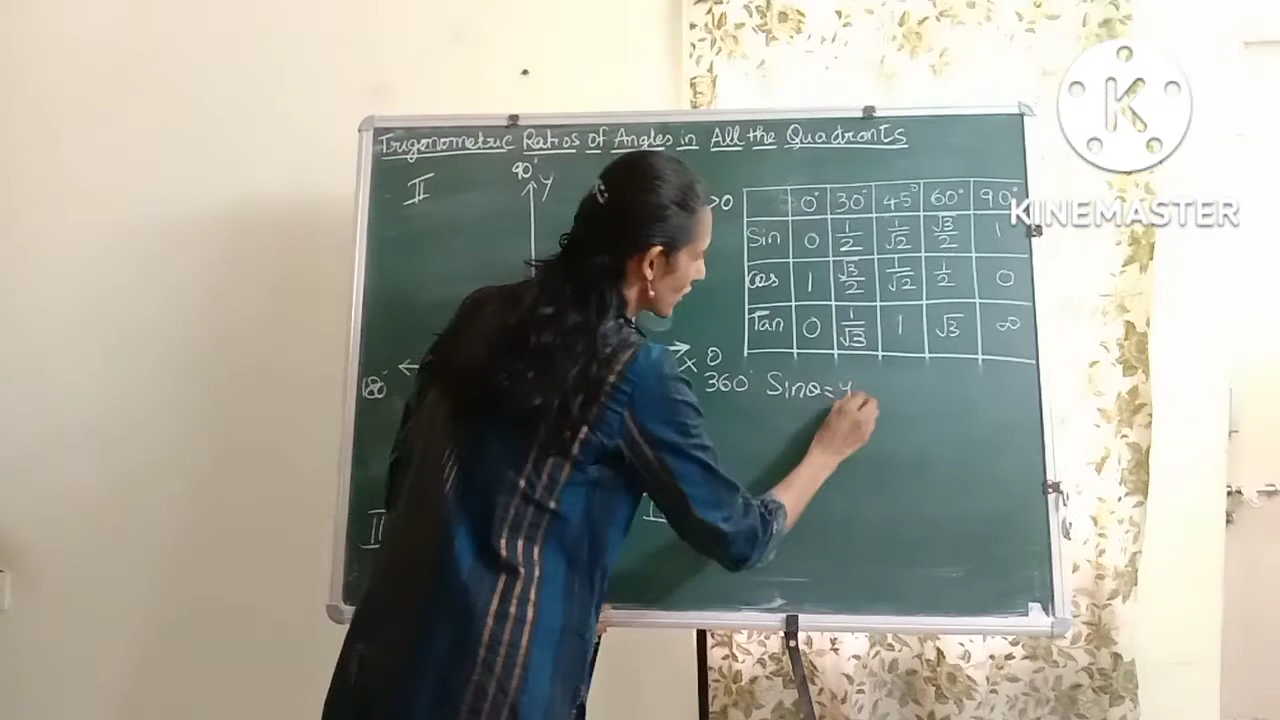 Trigonometric Ratios of Angles in All the Quadrants
K
KINEMASTER
II
90°
Y
>0
0° 30° 45° 60° 90°
Sin 0 1/2 1/√2 √3/2 1
Cos 1 √3/2 1/√2 1/2 0
Tan 0 1/√3 1 √3 ∞
180°
X 0
360°
Sinθ = y